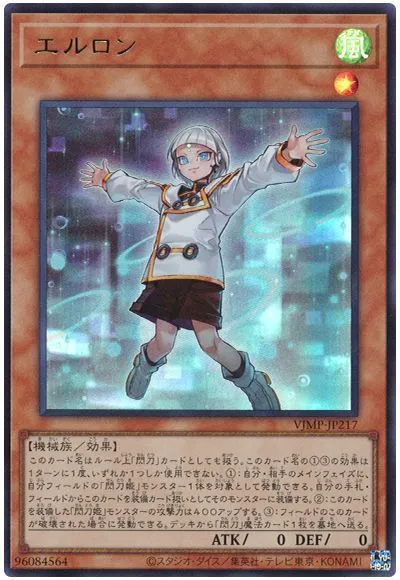 エルロン
風
VJMP-JP217
【機械族／効果】
このカード名はルール上「閃刀」カードとしても扱う。このカード名の①③の効果は
1ターンに1度、いずれか1つしか使用できない。①：自分・相手のメインフェイズに、
自分フィールドの「閃刀姫」モンスター1体を対象として発動できる。自分の手札・
フィールドからこのカードを装備カード扱いとしてそのモンスターに装備する。②：このカード
を装備した「閃刀姫」モンスターの攻撃力は400アップする。③：フィールドのこのカード
が破壊された場合に発動できる。デッキから「閃刀」魔法カード1枚を墓地へ送る。
ATK／ 0 DEF／ 0
96084564 ©スタジオ・ダイス／集英社・テレビ東京・KONAMI